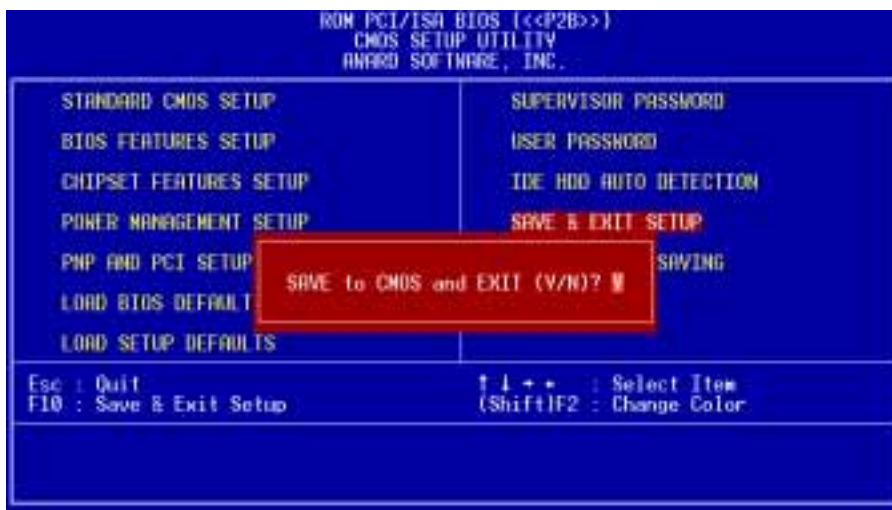 ROM PCI/ISA BIOS (<<P2B>>)
CMOS SETUP UTILITY
AWARD SOFTWARE, INC.
STANDARD CMOS SETUP
BIOS FEATURES SETUP
CHIPSET FEATURES SETUP
POWER MANAGEMENT SETUP
PNP AND PCI SETUP
LOAD BIOS DEFAULT
LOAD SETUP DEFAULTS
SUPERVISOR PASSWORD
USER PASSWORD
IDE HDD AUTO DETECTION
SAVE & EXIT SETUP
SAVING
SAVE to CMOS and EXIT (Y/N)? Y
Esc : Quit
F10 : Save & Exit Setup
↑ ↓ → ← : Select Item
(Shift)F2 : Change Color